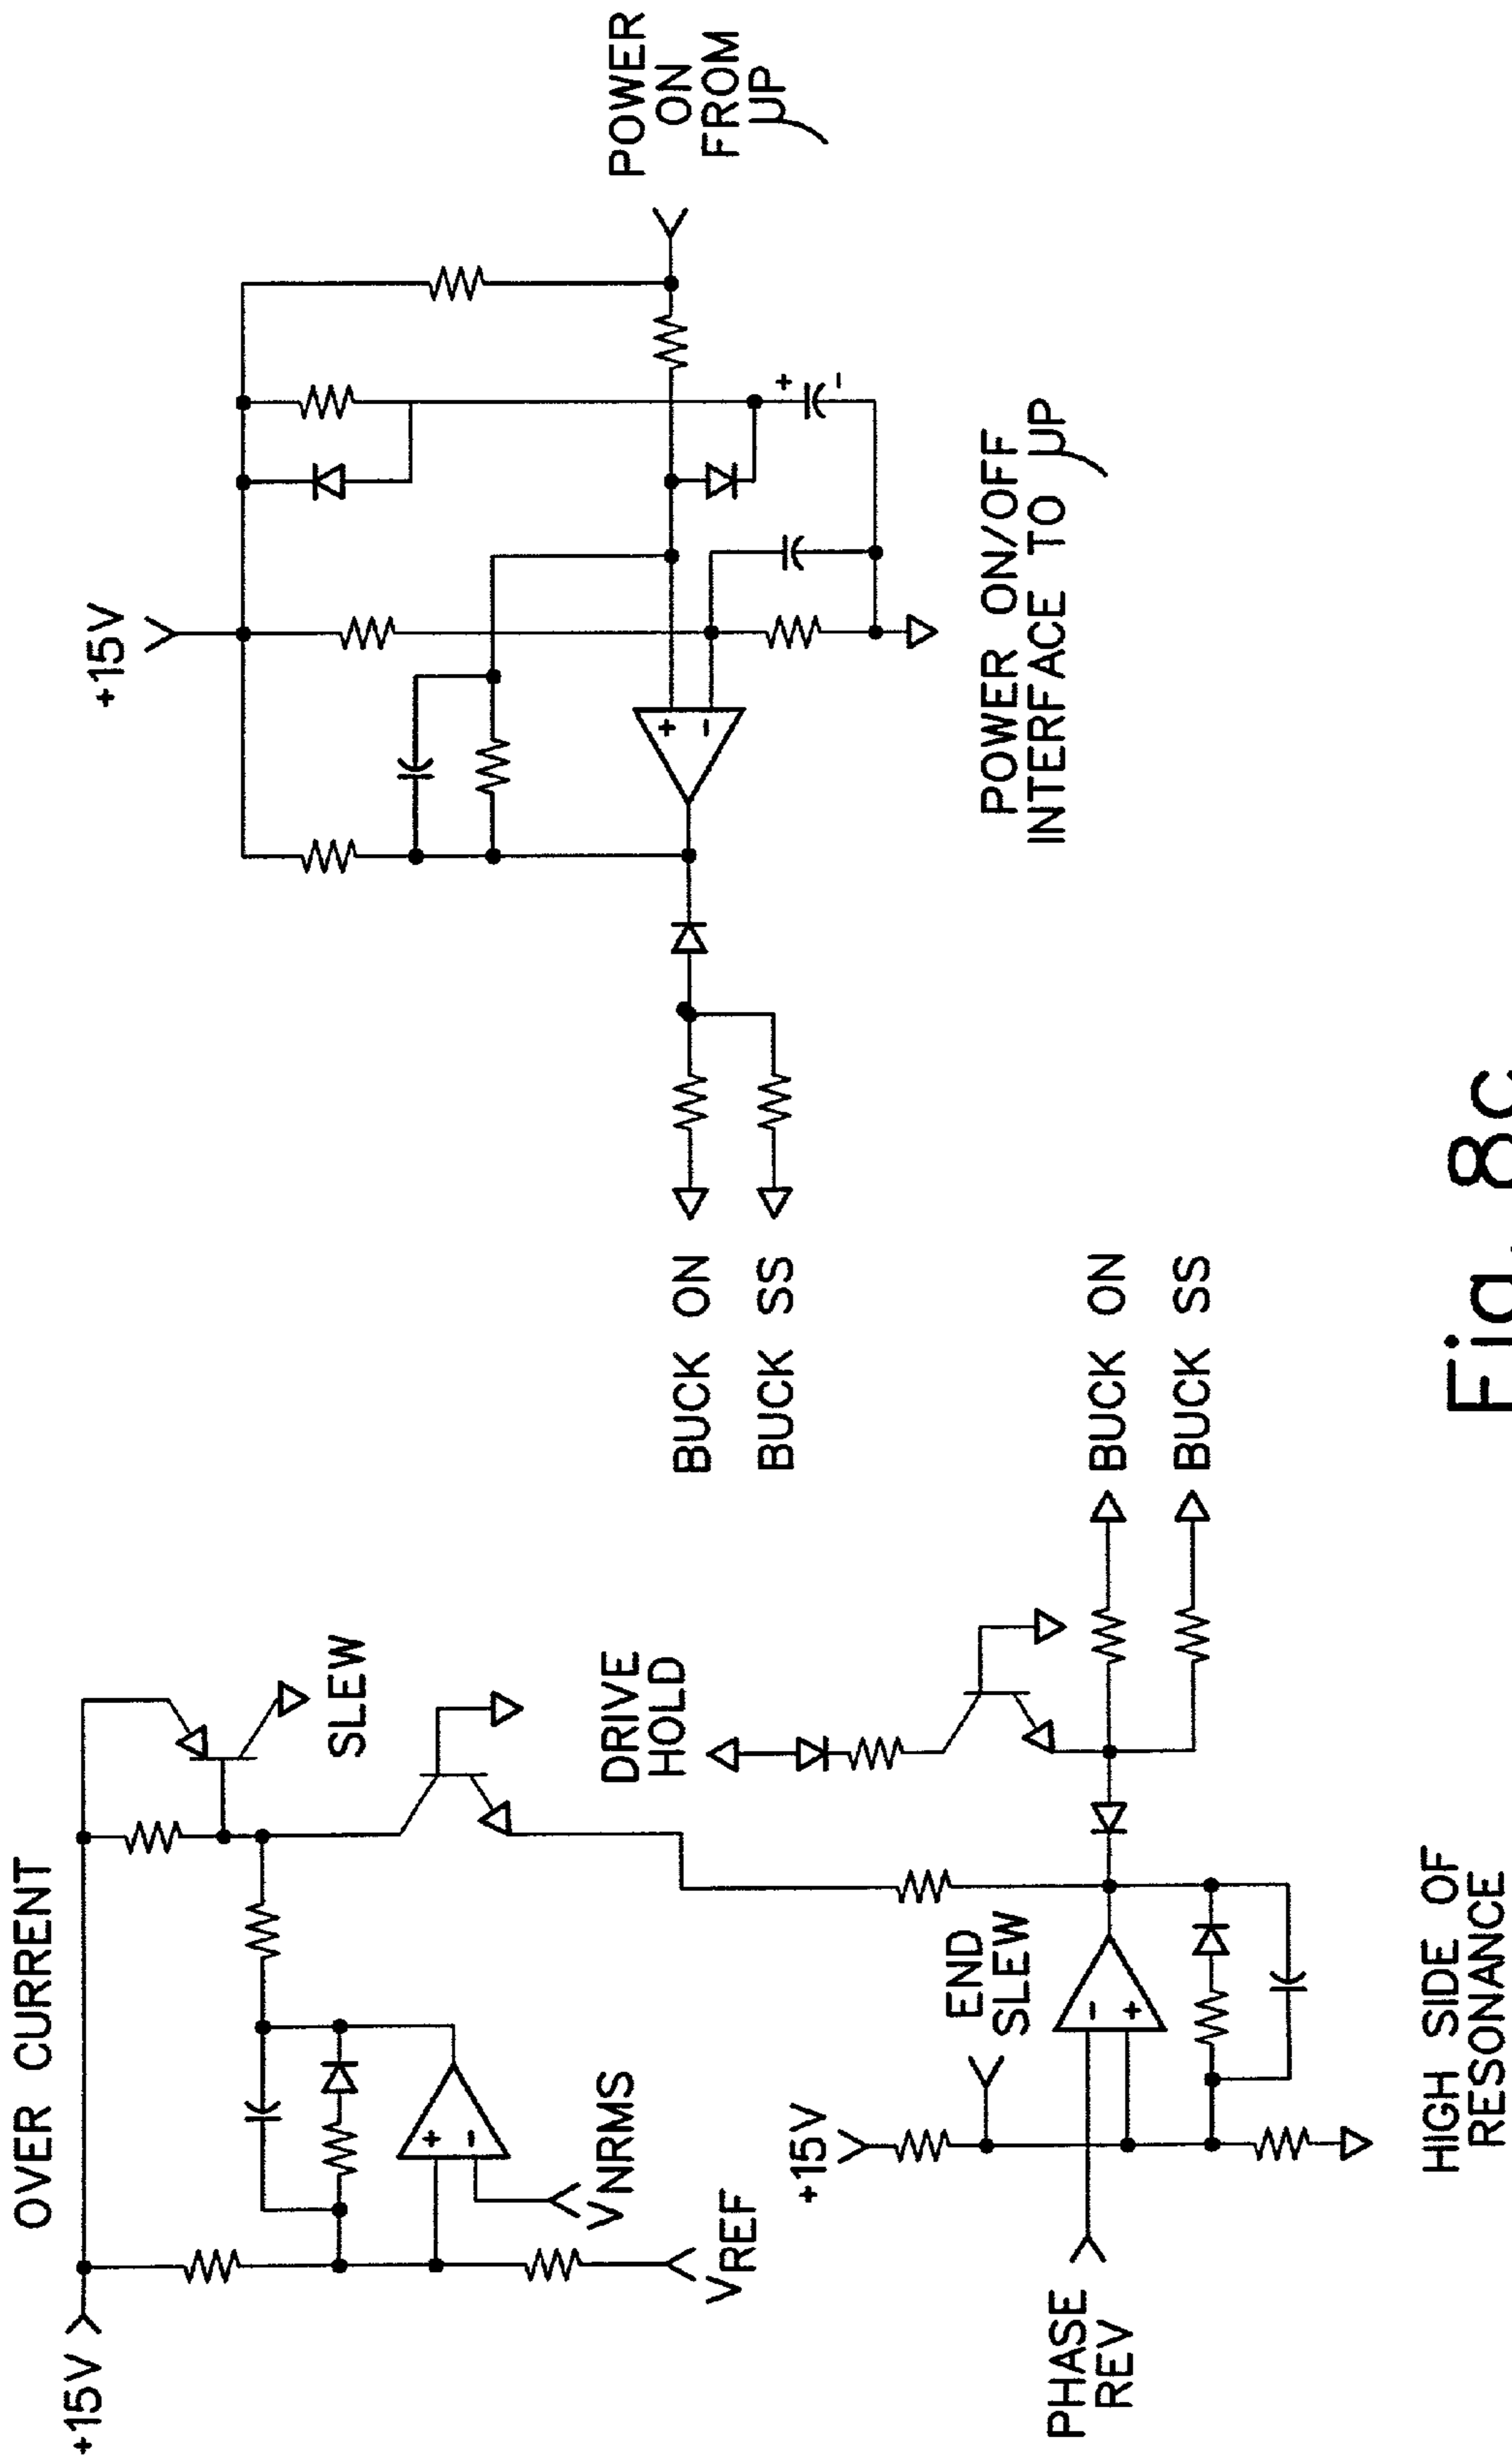 OVER CURRENT
+15V
SLEW
VNRMS
VREF
+
−
+15V
END
SLEW
DRIVE
HOLD
PHASE
REV
−
+
BUCK ON
BUCK SS
HIGH SIDE OF
RESONANCE
+15V
POWER
ON
FROM
μP
+
−
+
−
BUCK ON
BUCK SS
POWER ON/OFF
INTERFACE TO μP
Fig. 8c